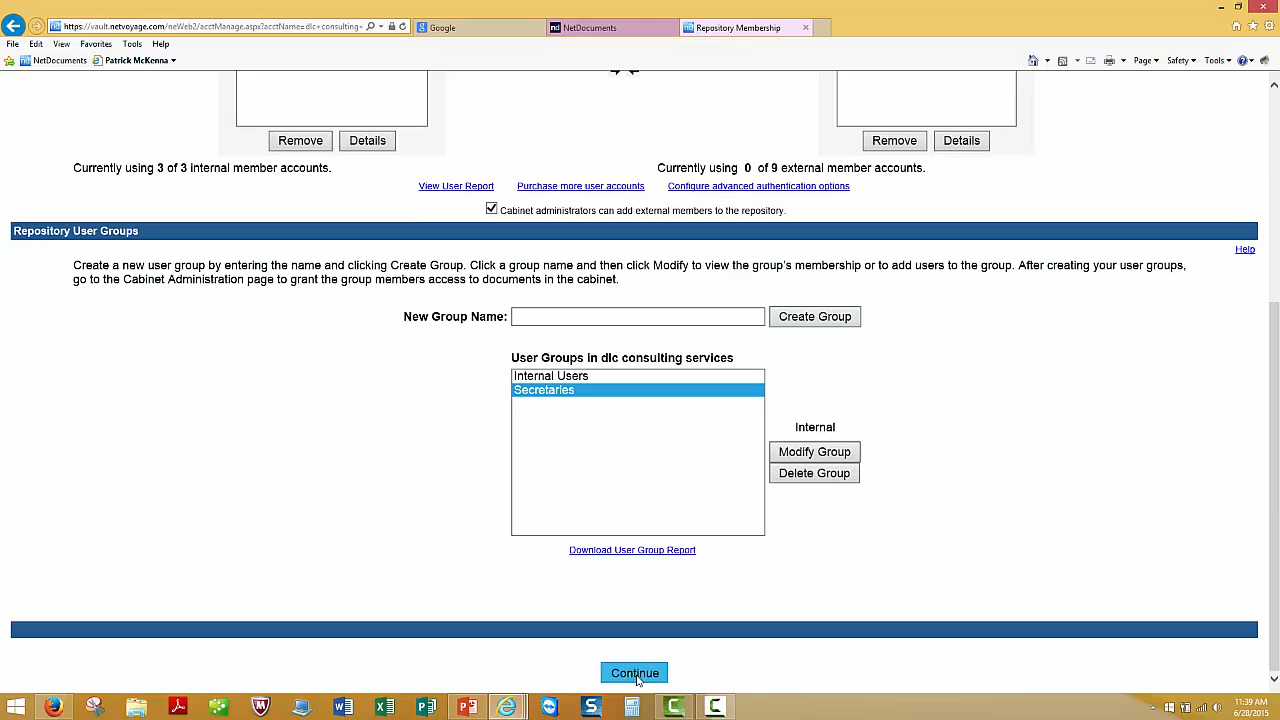 https://vault.netvoyage.com/neWeb2/acctManage.aspx?acctName=dlc+consulting+
Google
NetDocuments
Repository Membership
File Edit View Favorites Tools Help
NetDocuments Patrick McKenna
Page Safety Tools
Remove Details
Remove Details
Currently using 3 of 3 internal member accounts.
Currently using 0 of 9 external member accounts.
View User Report Purchase more user accounts Configure advanced authentication options
Cabinet administrators can add external members to the repository.
Repository User Groups
Help
Create a new user group by entering the name and clicking Create Group. Click a group name and then click Modify to view the group's membership or to add users to the group. After creating your user groups,
go to the Cabinet Administration page to grant the group members access to documents in the cabinet.
New Group Name: Create Group
User Groups in dlc consulting services
Internal Users
Secretaries
Internal
Modify Group
Delete Group
Download User Group Report
Continue
11:39 AM
6/28/2015